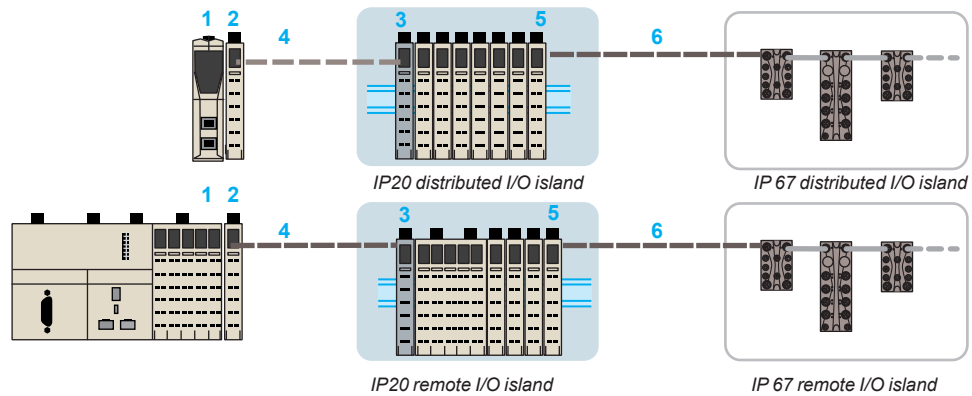 1 2 4 3 5 6
IP20 distributed I/O island IP 67 distributed I/O island
1 2 4 3 5 6
IP20 remote I/O island IP 67 remote I/O island